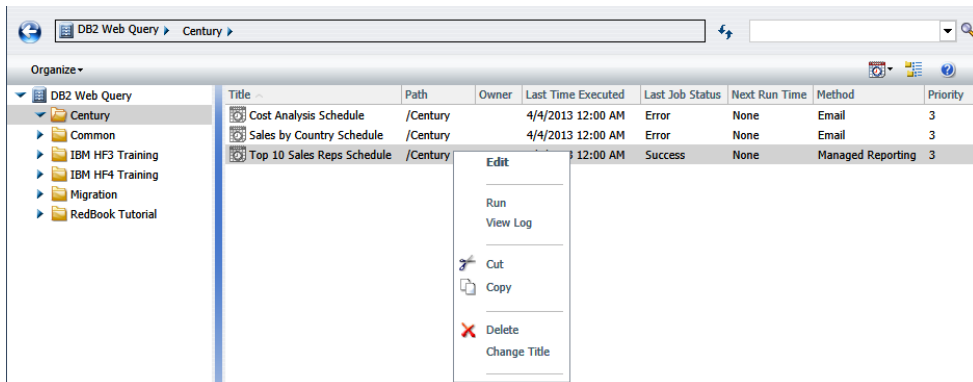 DB2 Web Query Century
Organize
DB2 Web Query
Century
Common
IBM HF3 Training
IBM HF4 Training
Migration
RedBook Tutorial
Title Path Owner Last Time Executed Last Job Status Next Run Time Method Priority
Cost Analysis Schedule /Century 4/4/2013 12:00 AM Error None Email 3
Sales by Country Schedule /Century 4/4/2013 12:00 AM Error None Email 3
Top 10 Sales Reps Schedule /Century 3 12:00 AM Success None Managed Reporting 3
Edit
Run
View Log
Cut
Copy
Delete
Change Title